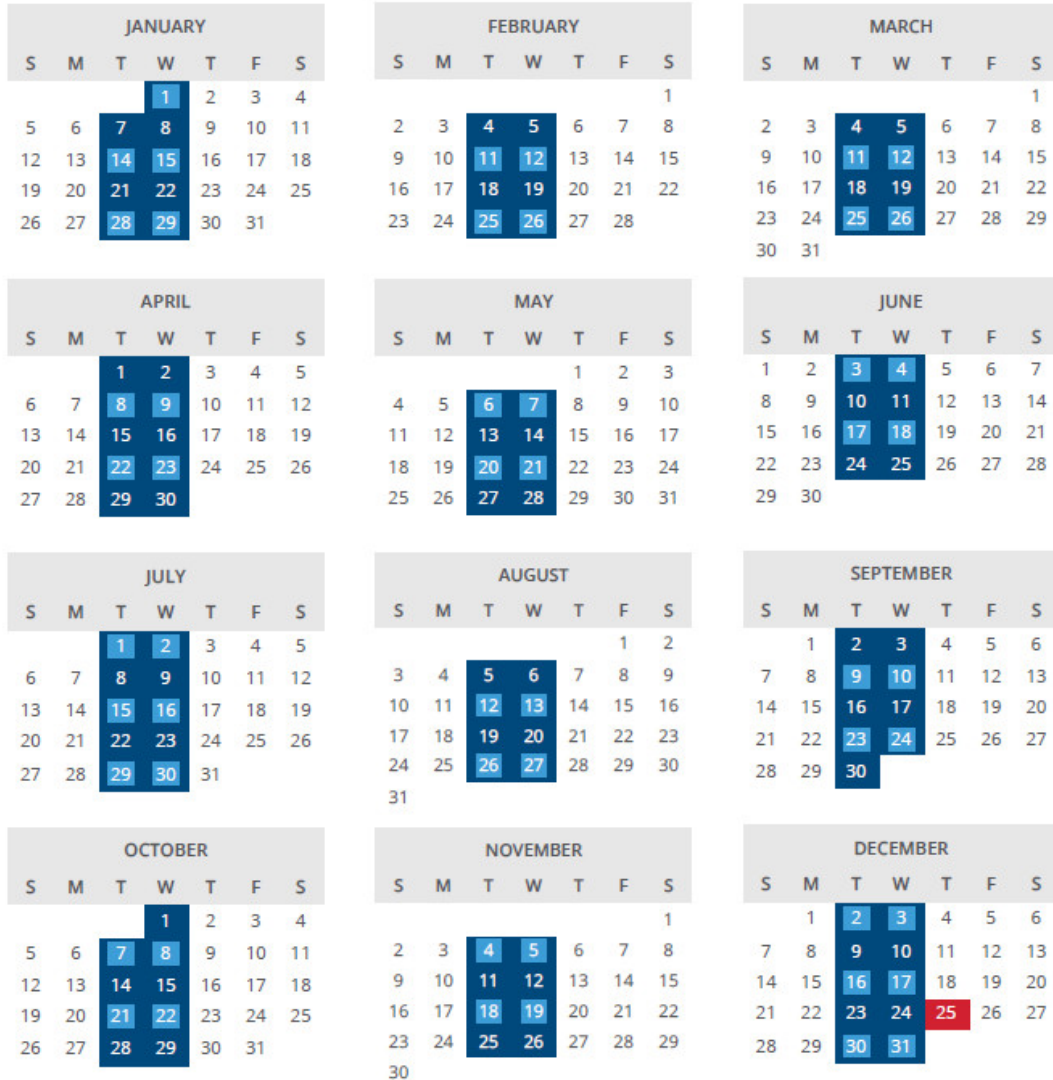 JANUARY
S M T W T F S
1 2 3 4
5 6 7 8 9 10 11
12 13 14 15 16 17 18
19 20 21 22 23 24 25
26 27 28 29 30 31
FEBRUARY
S M T W T F S
1
2 3 4 5 6 7 8
9 10 11 12 13 14 15
16 17 18 19 20 21 22
23 24 25 26 27 28
MARCH
S M T W T F S
1
2 3 4 5 6 7 8
9 10 11 12 13 14 15
16 17 18 19 20 21 22
23 24 25 26 27 28 29
30 31
APRIL
S M T W T F S
1 2 3 4 5
6 7 8 9 10 11 12
13 14 15 16 17 18 19
20 21 22 23 24 25 26
27 28 29 30
MAY
S M T W T F S
1 2 3
4 5 6 7 8 9 10
11 12 13 14 15 16 17
18 19 20 21 22 23 24
25 26 27 28 29 30 31
JUNE
S M T W T F S
1 2 3 4 5 6 7
8 9 10 11 12 13 14
15 16 17 18 19 20 21
22 23 24 25 26 27 28
29 30
JULY
S M T W T F S
1 2 3 4 5
6 7 8 9 10 11 12
13 14 15 16 17 18 19
20 21 22 23 24 25 26
27 28 29 30 31
AUGUST
S M T W T F S
1 2
3 4 5 6 7 8 9
10 11 12 13 14 15 16
17 18 19 20 21 22 23
24 25 26 27 28 29 30
31
SEPTEMBER
S M T W T F S
1 2 3 4 5 6
7 8 9 10 11 12 13
14 15 16 17 18 19 20
21 22 23 24 25 26 27
28 29 30
OCTOBER
S M T W T F S
1 2 3 4
5 6 7 8 9 10 11
12 13 14 15 16 17 18
19 20 21 22 23 24 25
26 27 28 29 30 31
NOVEMBER
S M T W T F S
1
2 3 4 5 6 7 8
9 10 11 12 13 14 15
16 17 18 19 20 21 22
23 24 25 26 27 28 29
30
DECEMBER
S M T W T F S
1 2 3 4 5 6
7 8 9 10 11 12 13
14 15 16 17 18 19 20
21 22 23 24 25 26 27
28 29 30 31